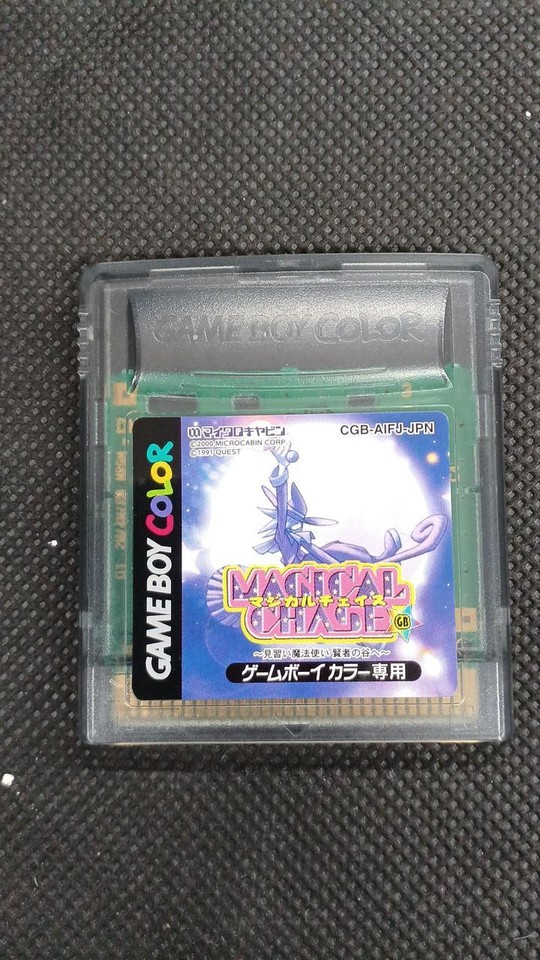 GAME BOY COLOR
GAME BOY COLOR
マイクロキャビン
CGB-AIFJ-JPN
©2000 MICROCABIN CORP.
©1991 QUEST
MAGICAL
マジカルチェイス
CHASE
GB
～見習い魔法使い 賢者の谷へ～
ゲームボーイ カラー専用